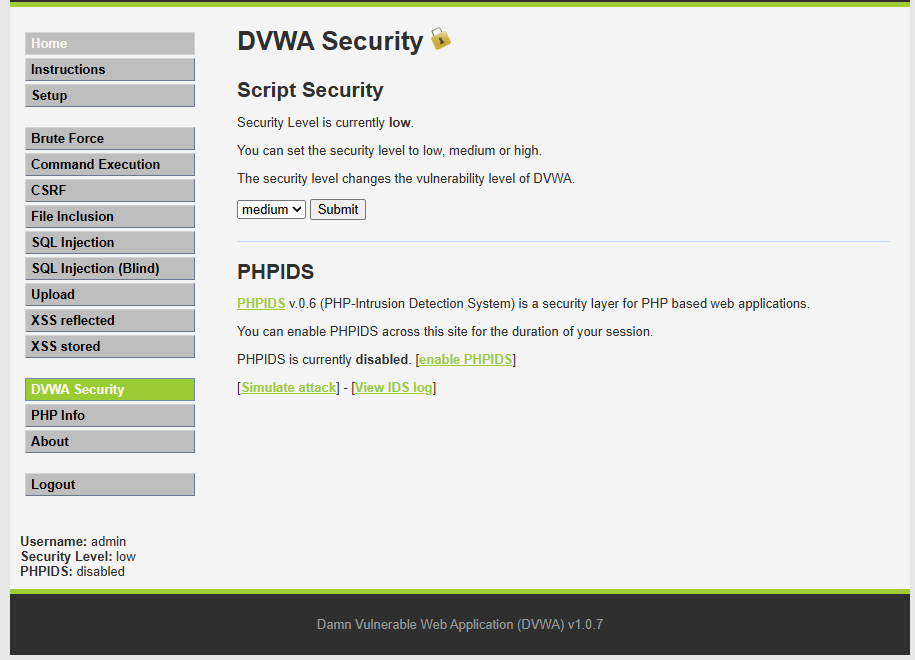 Home
Instructions
Setup
Brute Force
Command Execution
CSRF
File Inclusion
SQL Injection
SQL Injection (Blind)
Upload
XSS reflected
XSS stored
DVWA Security
PHP Info
About
Logout
Username: admin
Security Level: low
PHPIDS: disabled
DVWA Security
Script Security
Security Level is currently low.
You can set the security level to low, medium or high.
The security level changes the vulnerability level of DVWA.
medium Submit
PHPIDS
PHPIDS v.0.6 (PHP-Intrusion Detection System) is a security layer for PHP based web applications.
You can enable PHPIDS across this site for the duration of your session.
PHPIDS is currently disabled. [enable PHPIDS]
[Simulate attack] - [View IDS log]
Damn Vulnerable Web Application (DVWA) v1.0.7